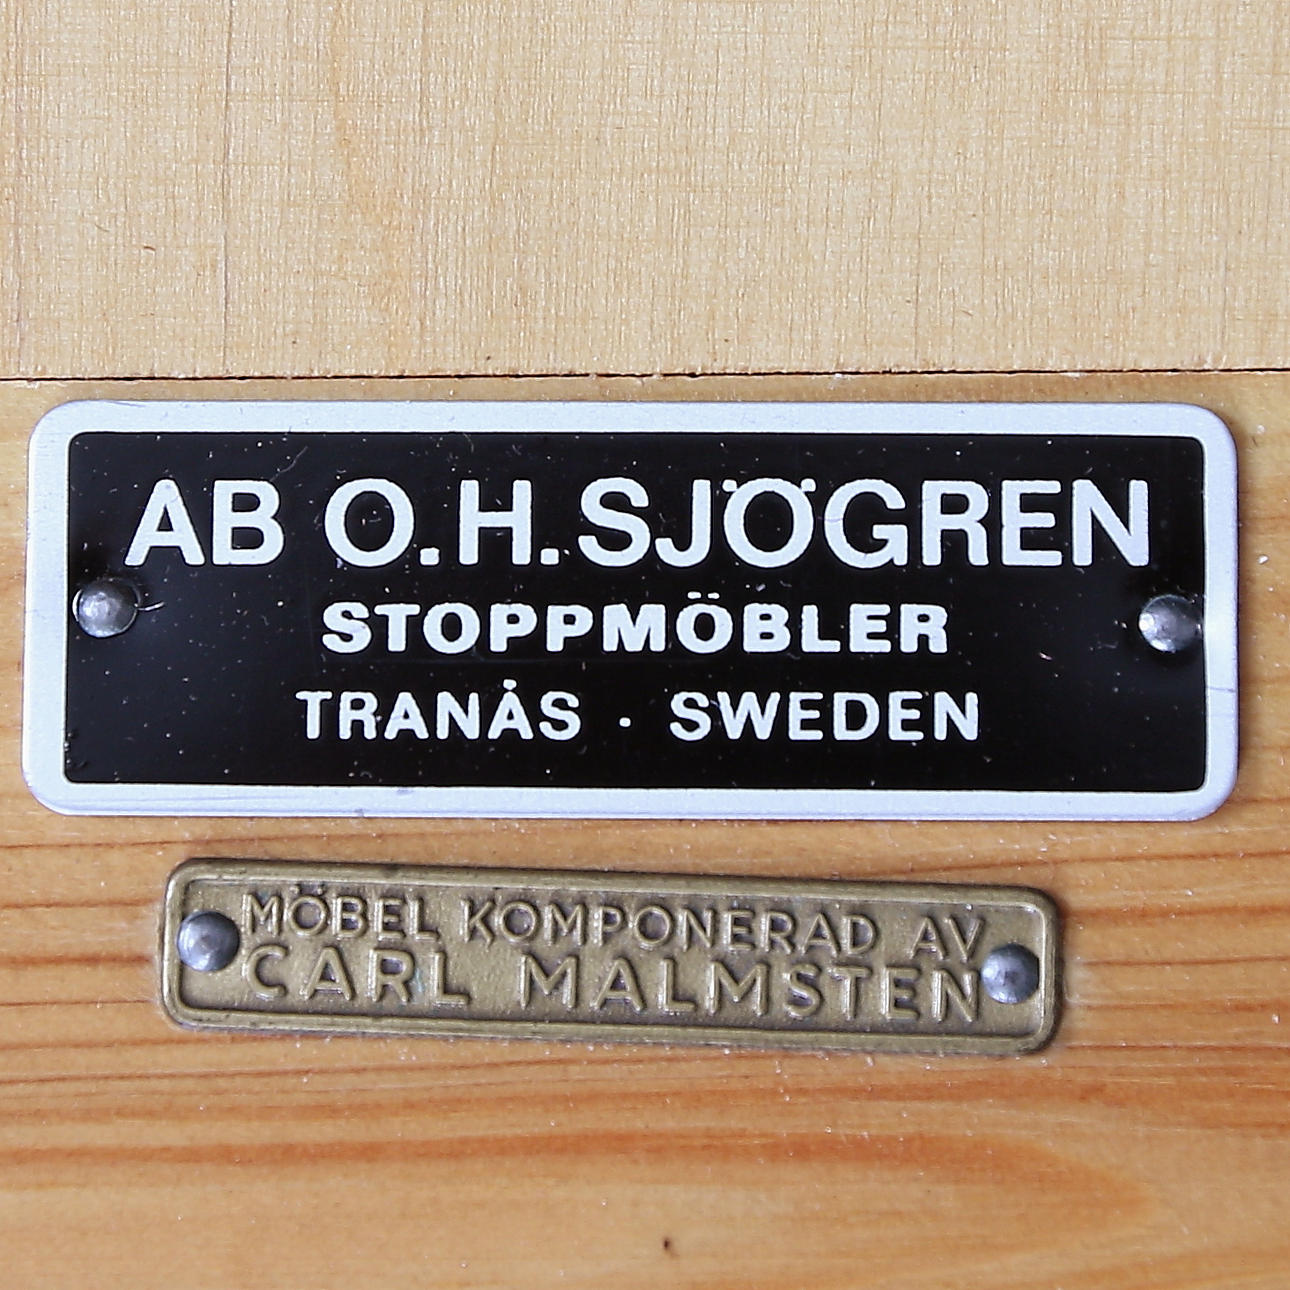 AB O.H. SJÖGREN
STOPPMÖBLER
TRANÅS · SWEDEN
MÖBEL KOMPONERAD AV
CARL MALMSTEN